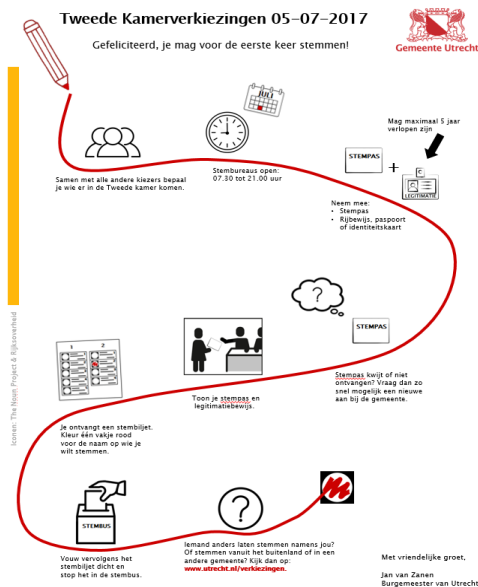 Tweede Kamerverkiezingen 05-07-2017
Gefeliciteerd, je mag voor de eerste keer stemmen!
Gemeente Utrecht
JULI
Mag maximaal 5 jaar
verlopen zijn
STEMPAS
+
LEGITIMATIE
Samen met alle andere kiezers bepaal
je wie er in de Tweede kamer komen.
Stembureaus open:
07.30 tot 21.00 uur
Neem mee:
• Stempas
• Rijbewijs, paspoort
of identiteitskaart
?
STEMPAS
1 2
Stempas kwijt of niet
ontvangen? Vraag dan zo
snel mogelijk een nieuwe
aan bij de gemeente.
Toon je stempas en
legitimatiebewijs.
Je ontvangt een stembiljet.
Kleur één vakje rood
voor de naam op wie je
wilt stemmen.
Iconen: The Noun Project & Rijksoverheid
STEMBUS
?
Vouw vervolgens het
stembiljet dicht en
stop het in de stembus.
Iemand anders laten stemmen namens jou?
Of stemmen vanuit het buitenland of in een
andere gemeente? Kijk dan op:
www.utrecht.nl/verkiezingen.
Met vriendelijke groet,
Jan van Zanen
Burgemeester van Utrecht